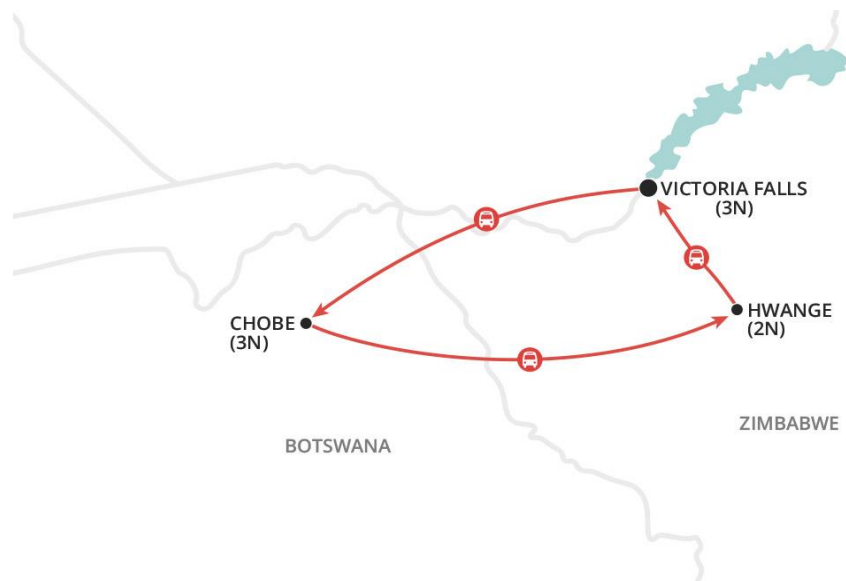 VICTORIA FALLS
(3N)
CHOBE
(3N)
HWANGE
(2N)
ZIMBABWE
BOTSWANA